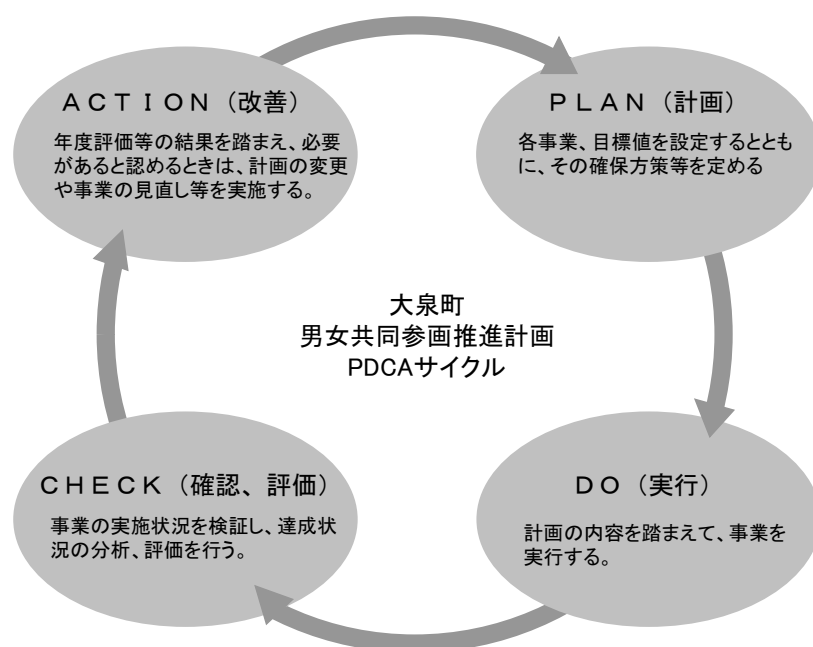 ACTION(改善)
年度評価等の結果を踏まえ、必要
があると認めるときは、計画の変更
や事業の見直し等を実施する。
PLAN(計画)
各事業、目標値を設定するととも
に、その確保方策等を定める
大泉町
男女共同参画推進計画
PDCAサイクル
CHECK(確認、評価)
事業の実施状況を検証し、達成状
況の分析、評価を行う。
DO(実行)
計画の内容を踏まえて、事業を
実行する。